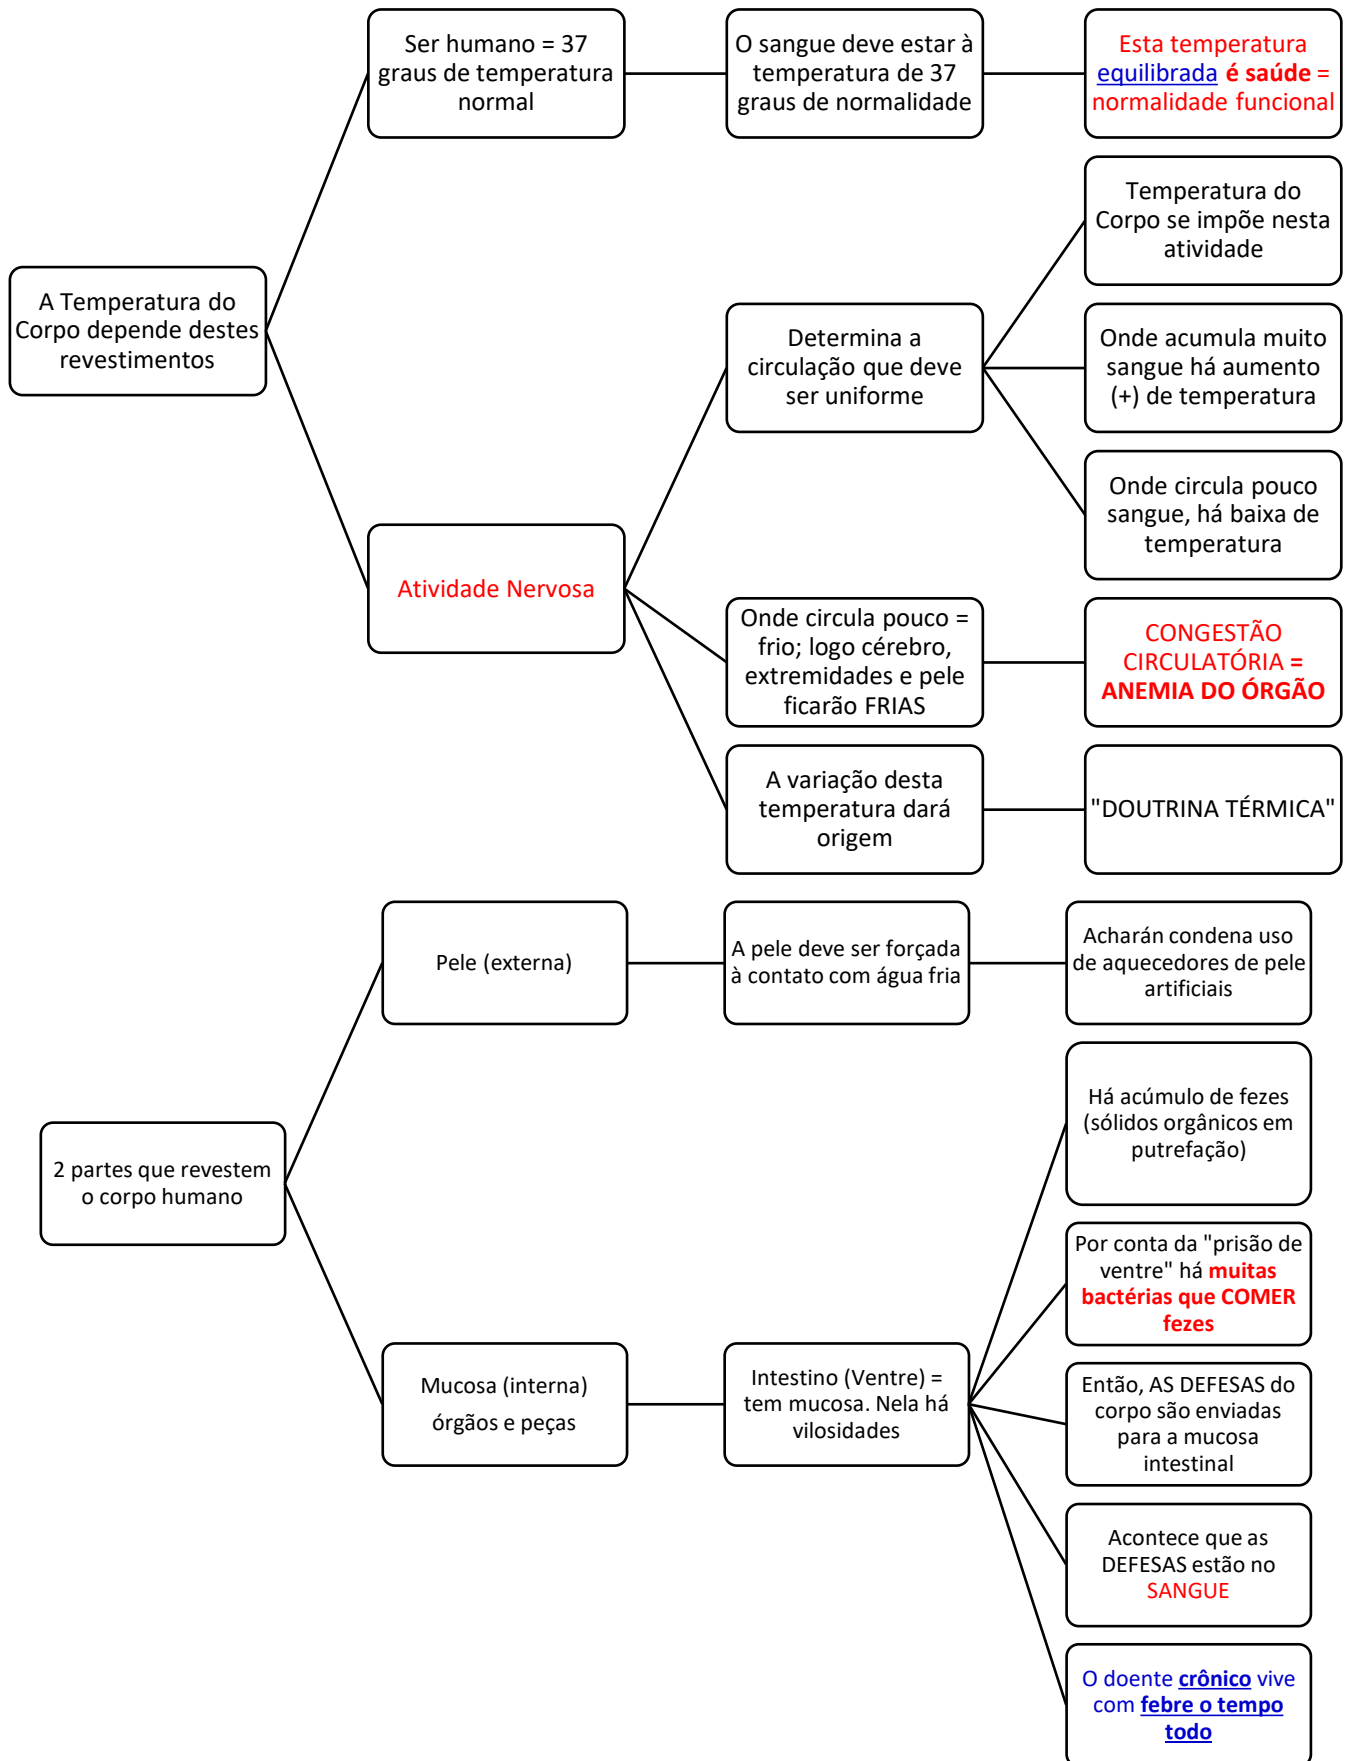 Ser humano = 37
graus de temperatura
normal
O sangue deve estar à
temperatura de 37
graus de normalidade
Esta temperatura
equilibrada é saúde =
normalidade funcional
A Temperatura do
Corpo depende destes
revestimentos
Atividade Nervosa
Determina a
circulação que deve
ser uniforme
Temperatura do
Corpo se impõe nesta
atividade
Onde acumula muito
sangue há aumento
(+) de temperatura
Onde circula pouco
sangue, há baixa de
temperatura
Onde circula pouco =
frio; logo cérebro,
extremidades e pele
ficarão FRIAS
CONGESTÃO
CIRCULATÓRIA =
ANEMIA DO ÓRGÃO
A variação desta
temperatura dará
origem
"DOUTRINA TÉRMICA"
2 partes que revestem
o corpo humano
Pele (externa)
A pele deve ser forçada
à contato com água fria
Acharán condena uso
de aquecedores de pele
artificiais
Mucosa (interna)
órgãos e peças
Intestino (Ventre) =
tem mucosa. Nela há
vilosidades
Há acúmulo de fezes
(sólidos orgânicos em
putrefação)
Por conta da "prisão de
ventre" há muitas
bactérias que COMER
fezes
Então, AS DEFESAS do
corpo são enviadas
para a mucosa
intestinal
Acontece que as
DEFESAS estão no
SANGUE
O doente crônico vive
com febre o tempo
todo